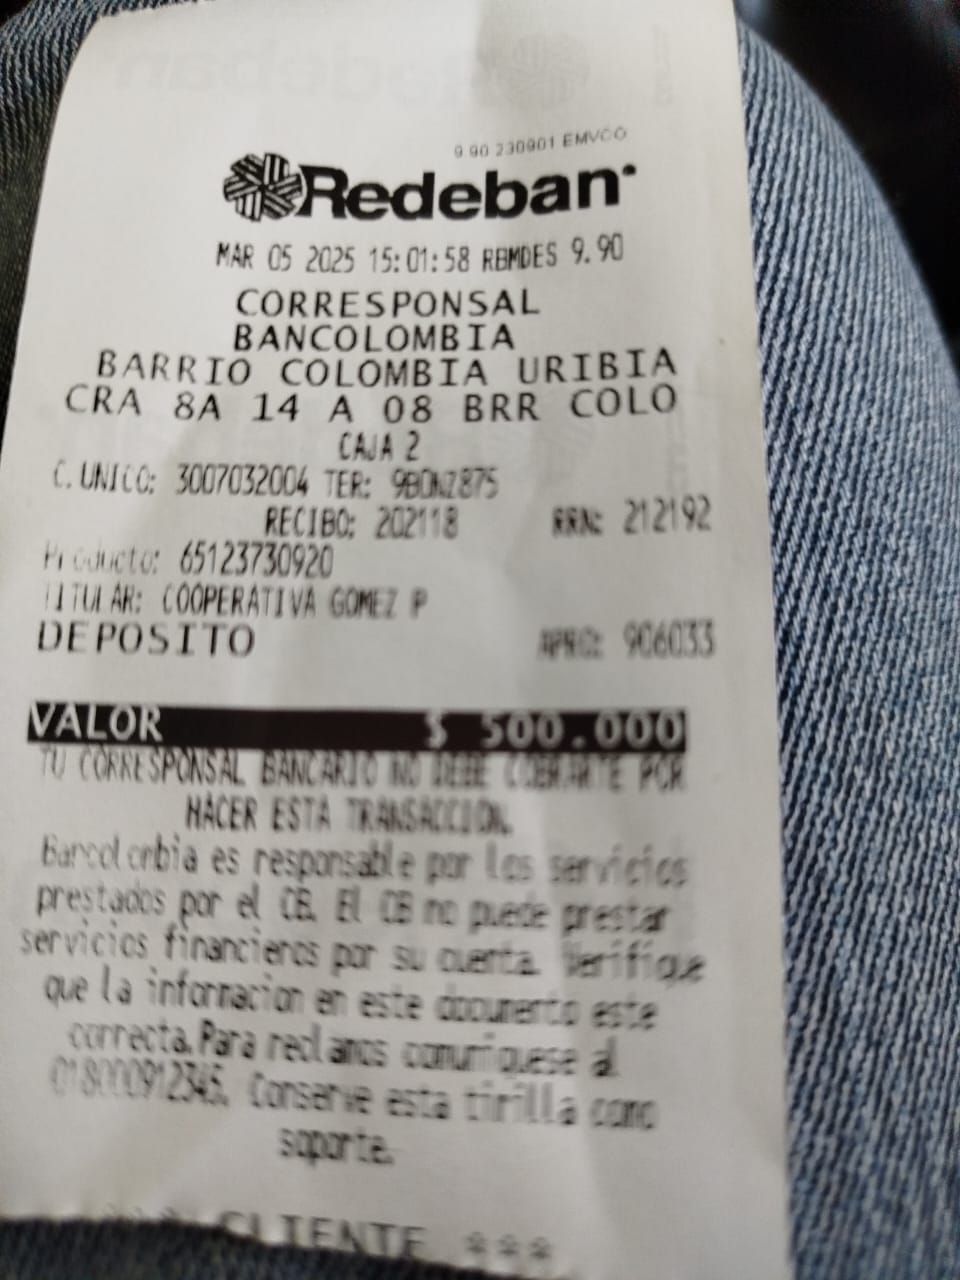 9.90 230901 EMVCO
Redeban
MAR 05 2025 15:01:58 RBMDES 9.90
CORRESPONSAL
BANCOLOMBIA
BARRIO COLOMBIA URIBIA
CRA 8A 14 A 08 BRR COLO
CAJA 2
C. UNICO: 3007032004 TER:
RECIBO: 202118 RRN: 212192
Producto: 65123730920
TITULAR: COOPERATIVA GOMEZ P
DEPOSITO APRO: 906033
VALOR $ 500.000
TU CORRESPONSAL BANCARIO NO DEBE COBRARTE POR
HACER ESTA TRANSACCION.
Bancolombia es responsable por los servicios
prestados por el CB. El CB no puede prestar
servicios financieros por su cuenta. Verifique
que la informacion en este documento este
correcta. Para reclamos comuniquese al
018000912345. Conserve esta tirilla como
soporte.
CLIENTE ***